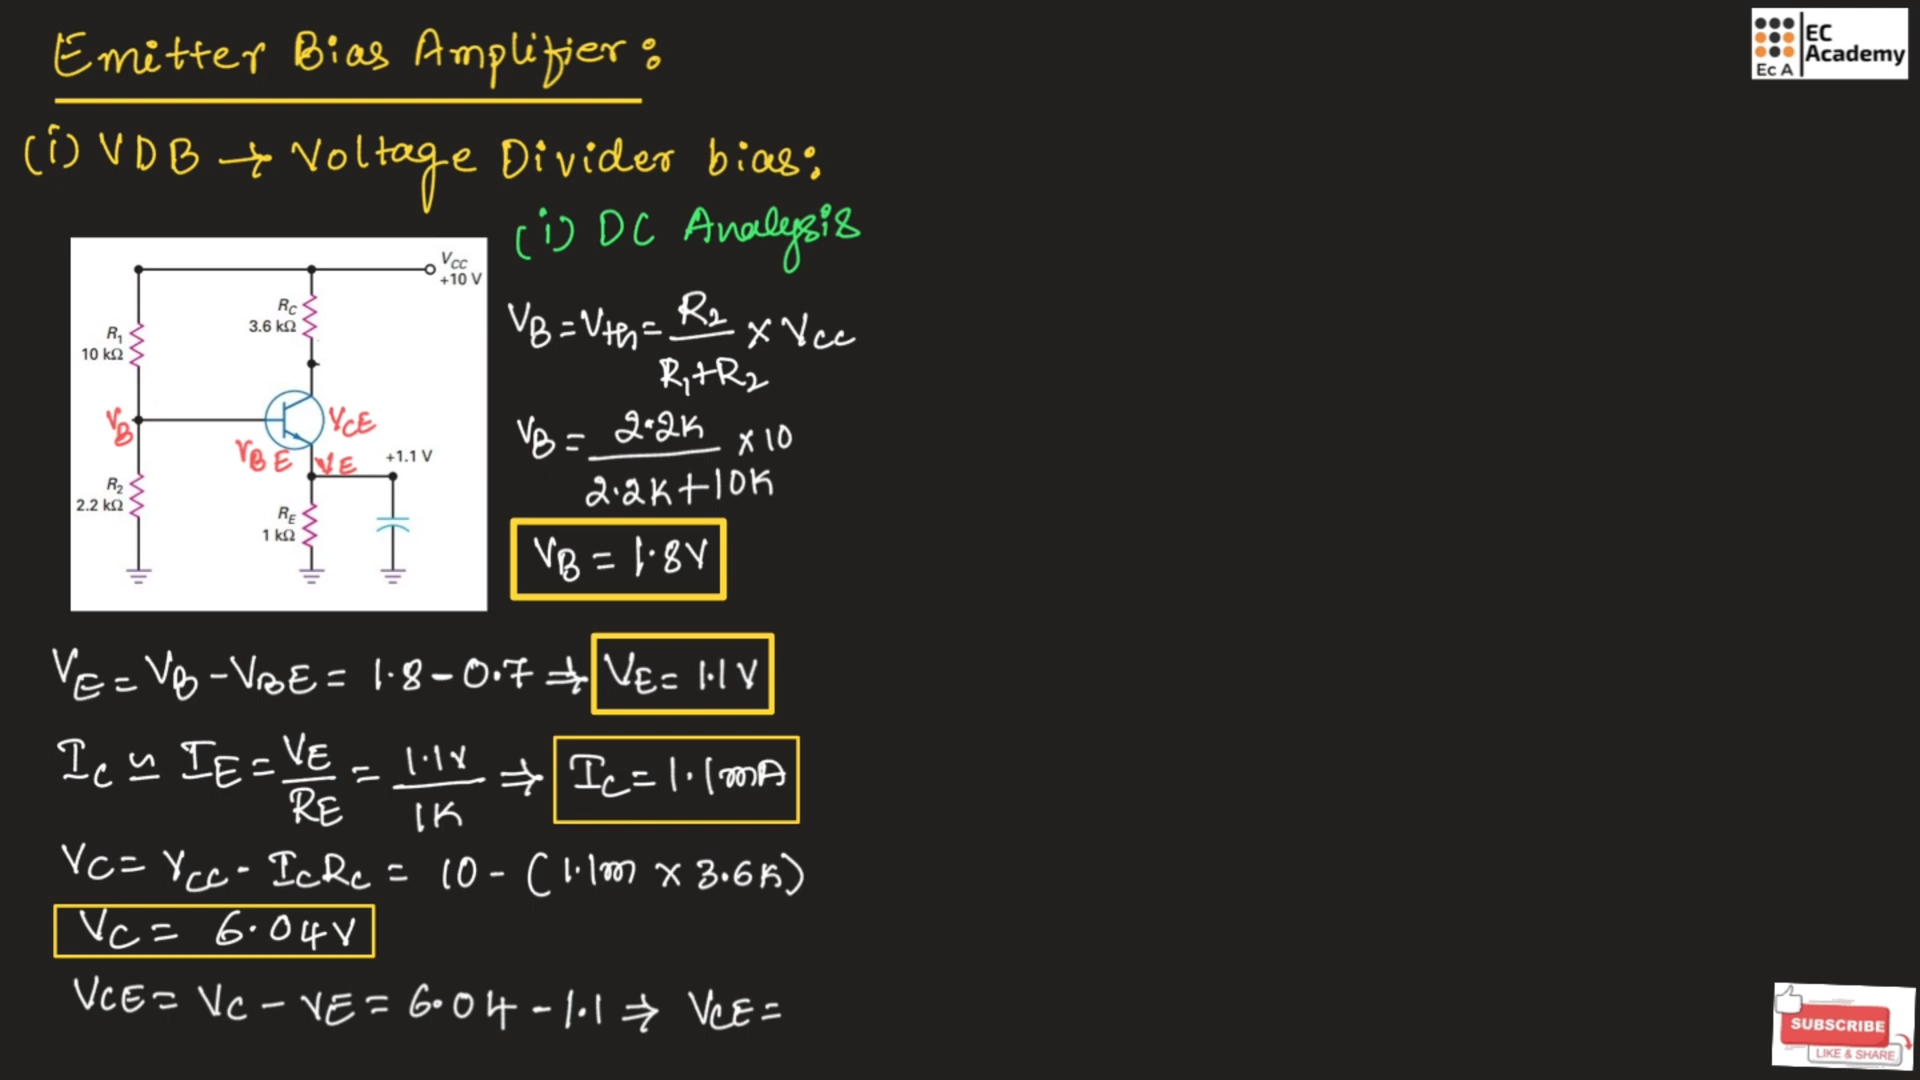 Emitter Bias Amplifier:
EC
Academy
Ec A
(i) VDB → Voltage Divider bias:
(i) DC Analysis
VCC
+10 V
RC
3.6 kΩ
R1
10 kΩ
VB
VCE
VBE
VE
+1.1 V
R2
2.2 kΩ
RE
1 kΩ
VB = Vth = R2 / R1+R2 × Vcc
VB = 2.2K / 2.2K+10K × 10
VB = 1.8V
VE = VB - VBE = 1.8 - 0.7 ⇒ VE = 1.1V
Ic ≃ IE = VE / RE = 1.1V / 1K ⇒ Ic = 1.1mA
VC = Vcc - IcRc = 10 - (1.1m × 3.6K)
VC = 6.04V
VCE = VC - VE = 6.04 - 1.1 ⇒ VCE =
SUBSCRIBE
LIKE & SHARE